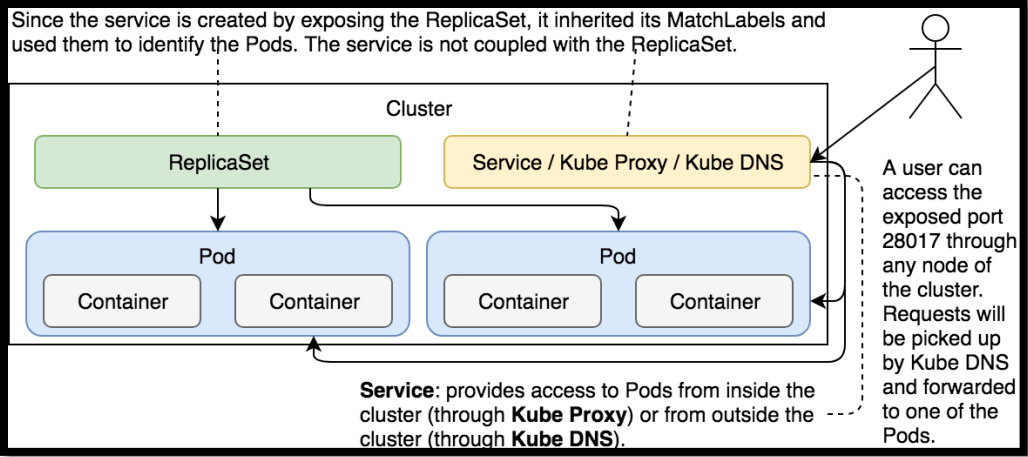 Since the service is created by exposing the ReplicaSet, it inherited its MatchLabels and
used them to identify the Pods. The service is not coupled with the ReplicaSet.
Cluster
ReplicaSet
Service / Kube Proxy / Kube DNS
Pod
Container
Container
Pod
Container
Container
A user can
access the
exposed port
28017 through
any node of
the cluster.
Requests will
be picked up
by Kube DNS
and forwarded
to one of the
Pods.
Service: provides access to Pods from inside the
cluster (through Kube Proxy) or from outside the
cluster (through Kube DNS).